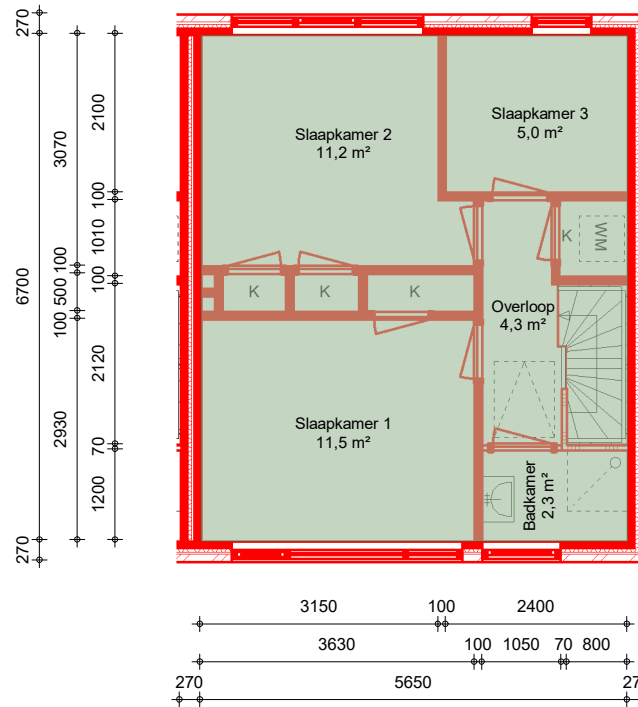 270
2100
3070
100
1010
100
100
500
6700
100
2120
2930
70
1200
270
Slaapkamer 2
11,2 m²
Slaapkamer 3
5,0 m²
K
WM
K
K
K
Overloop
4,3 m²
Slaapkamer 1
11,5 m²
Badkamer
2,3 m²
3150
100
2400
3630
100
1050
70
800
270
5650
27